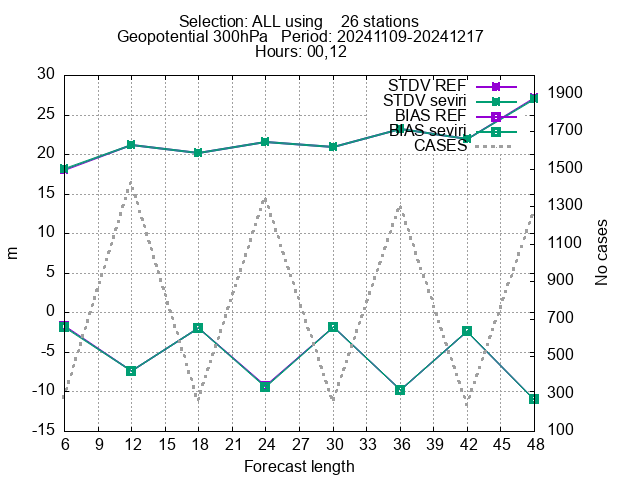 Selection: ALL using    26 stations
Geopotential 300hPa   Period: 20241109-20241217
Hours: 00,12
STDV REF
STDV seviri
BIAS REF
BIAS seviri
CASES
30
25
20
15
10
5
0
-5
-10
-15
m
1900
1700
1500
1300
1100
900
700
500
300
100
No cases
6 9 12 15 18 21 24 27 30 33 36 39 42 45 48
Forecast length